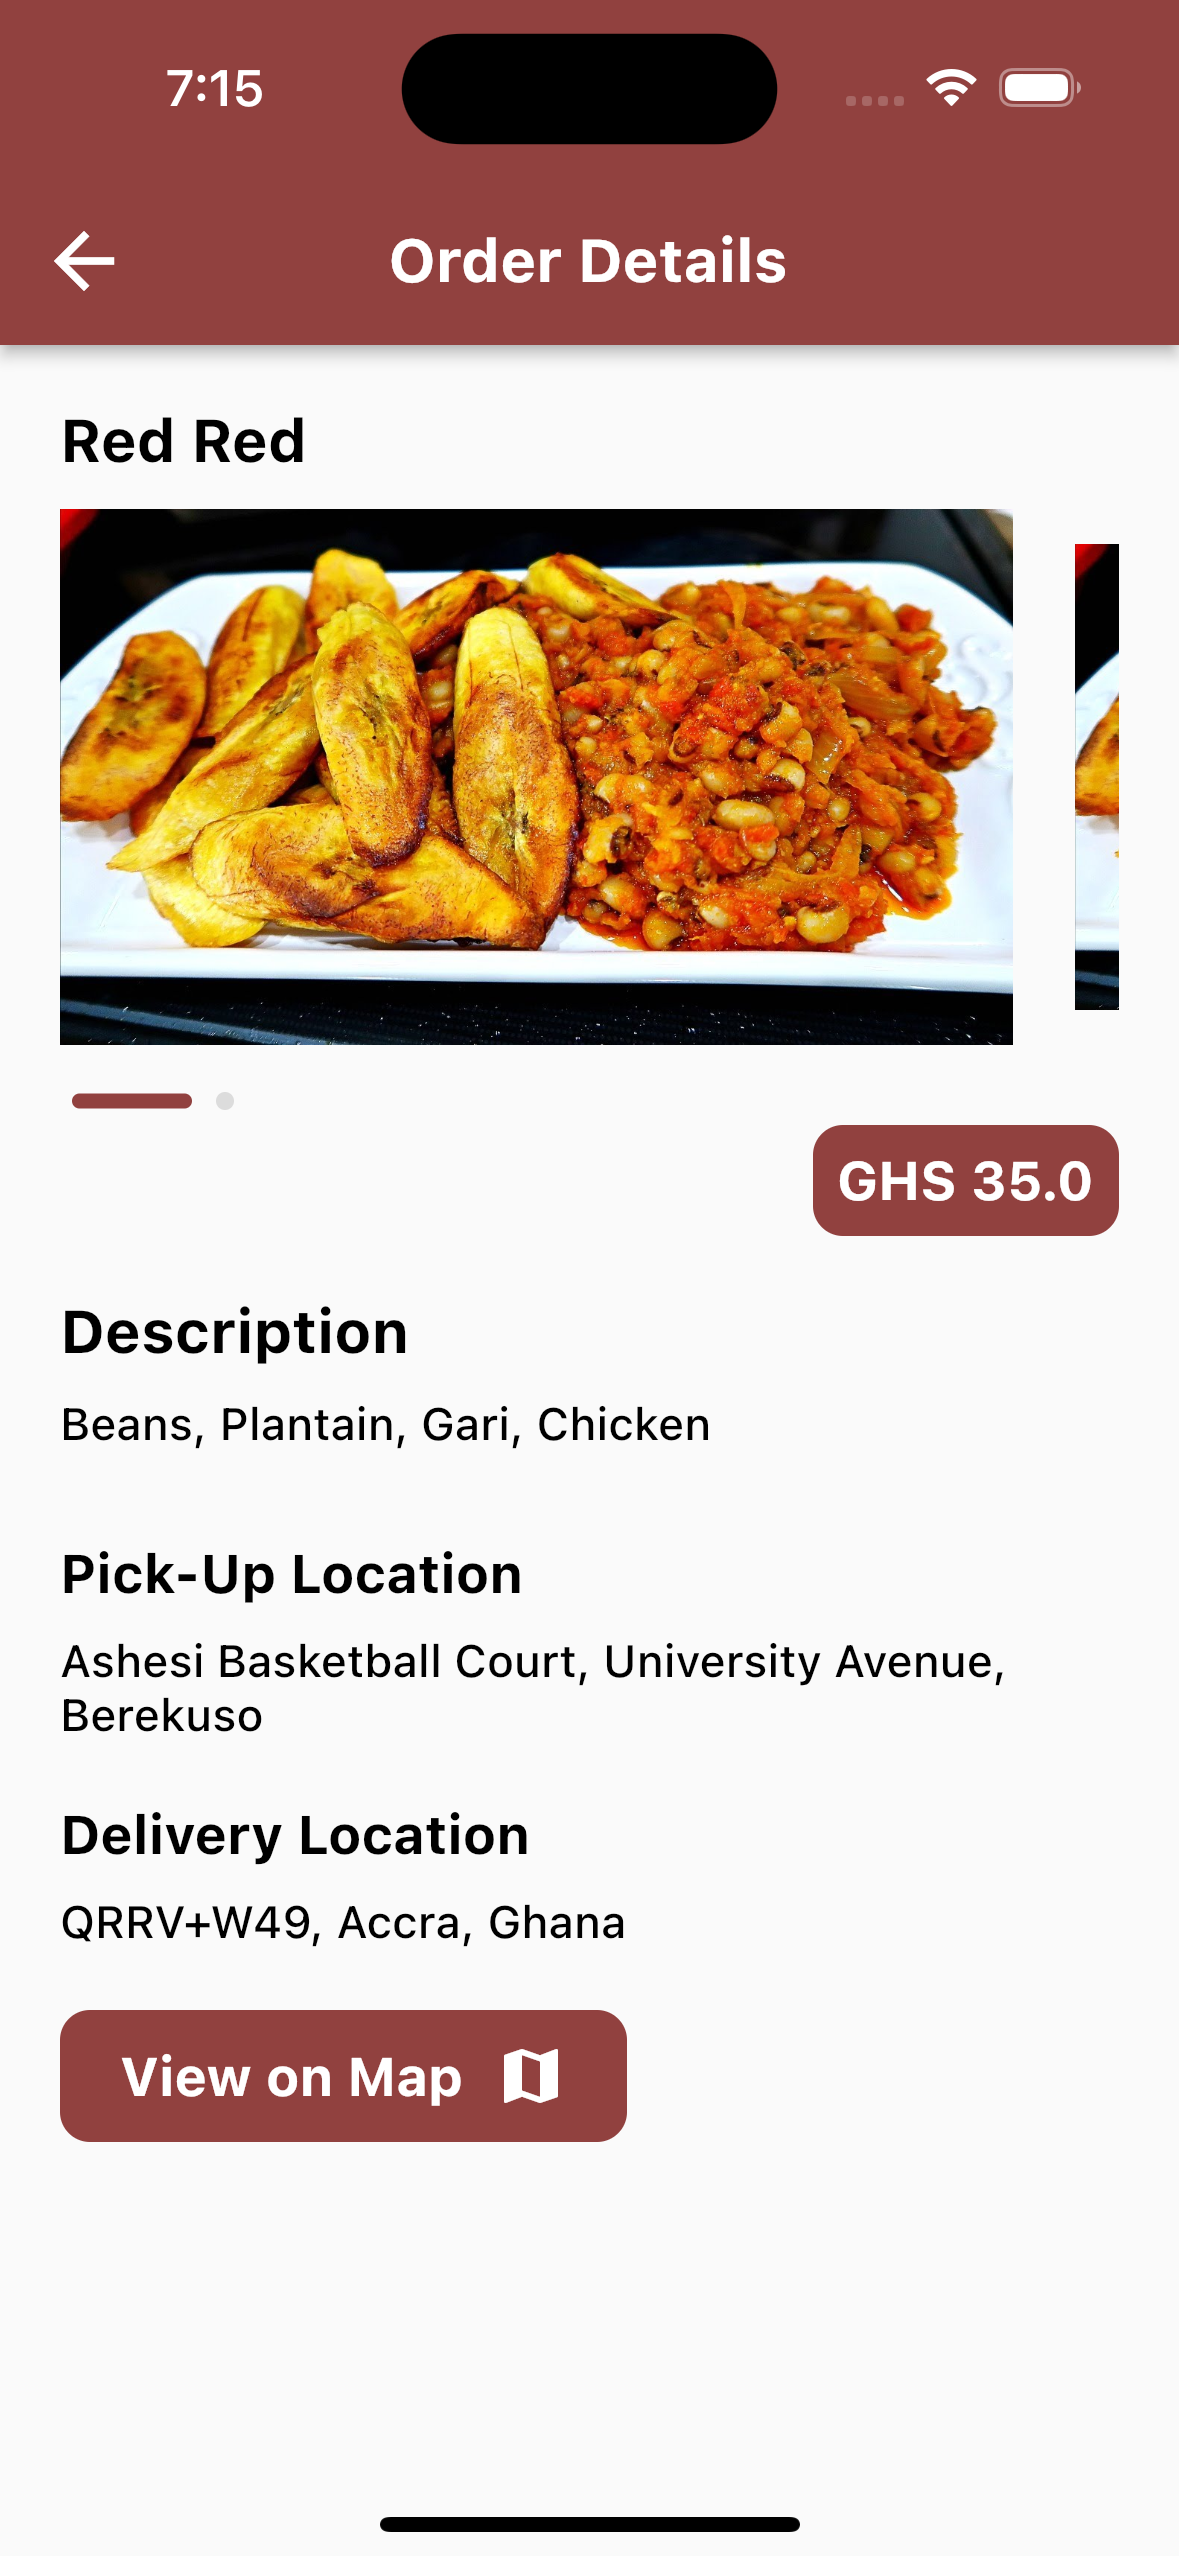 7:15
Order Details
Red Red
GHS 35.0
Description
Beans, Plantain, Gari, Chicken
Pick-Up Location
Ashesi Basketball Court, University Avenue,
Berekuso
Delivery Location
QRRV+W49, Accra, Ghana
View on Map